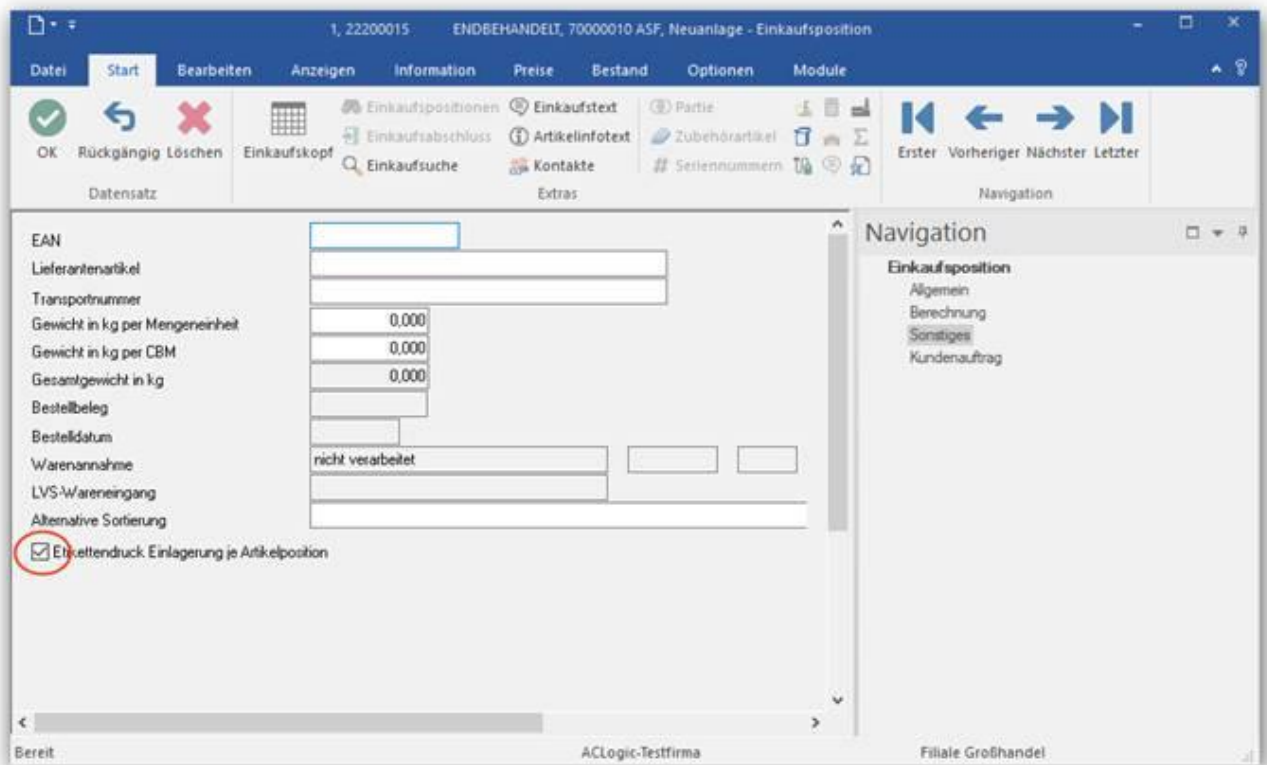 1, 22200015 ENDBEHANDELT, 70000010 ASF, Neuanlage - Einkaufsposition
Datei Start Bearbeiten Anzeigen Information Preise Bestand Optionen Module
OK Rückgängig Löschen
Datensatz
Einkaufskopf
Einkaufspositionen Einkaufstext Partie
Einkaufsabschluss Artikelinfotext Zubehörartikel
Einkaufsuche Kontakte # Seriennummern
Extras
Erster Vorheriger Nächster Letzter
Navigation
EAN
Lieferantenartikel
Transportnummer
Gewicht in kg per Mengeneinheit 0,000
Gewicht in kg per CBM 0,000
Gesamtgewicht in kg 0,000
Bestellbeleg
Bestelldatum
Warenannahme nicht verarbeitet
LVS-Wareneingang
Alternative Sortierung
Etikettendruck Einlagerung je Artikelposition
Navigation
Einkaufsposition
Allgemein
Berechnung
Sonstiges
Kundenauftrag
Bereit ACLogic-Testfirma Filiale Großhandel